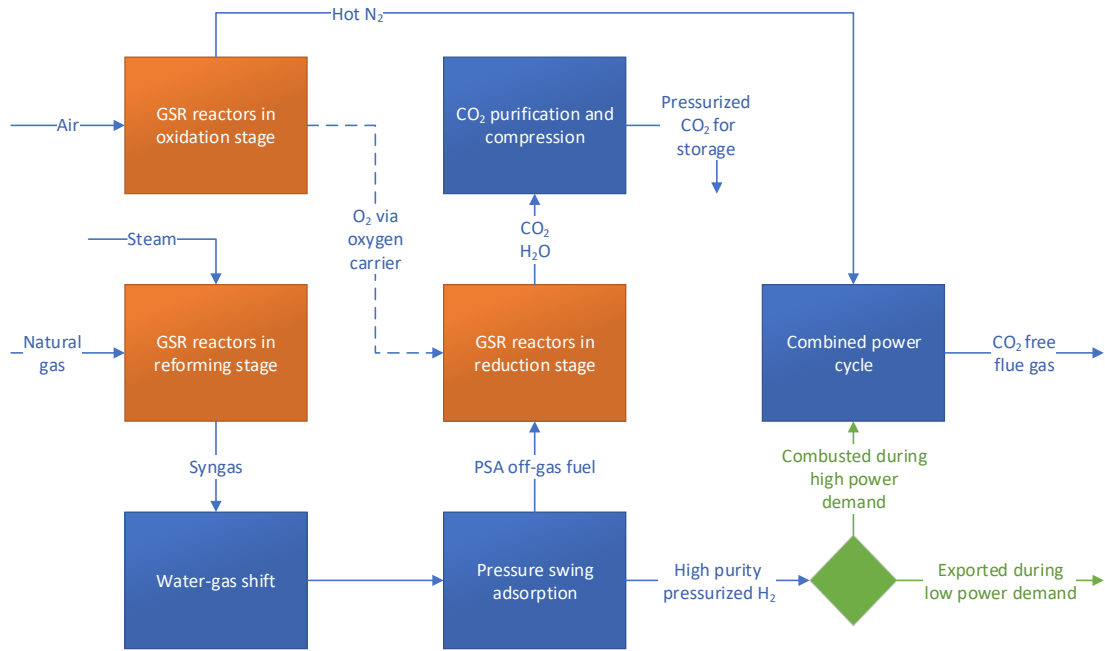 Hot N₂
GSR reactors in
oxidation stage
CO₂ purification and
compression
Pressurized
CO₂ for
storage
Air
O₂ via
oxygen
carrier
CO₂
H₂O
Steam
Natural
gas
GSR reactors in
reforming stage
GSR reactors in
reduction stage
Combined power
cycle
CO₂ free
flue gas
Syngas
PSA off-gas fuel
Combusted during
high power
demand
Water-gas shift
Pressure swing
adsorption
High purity
pressurized H₂
Exported during
low power demand